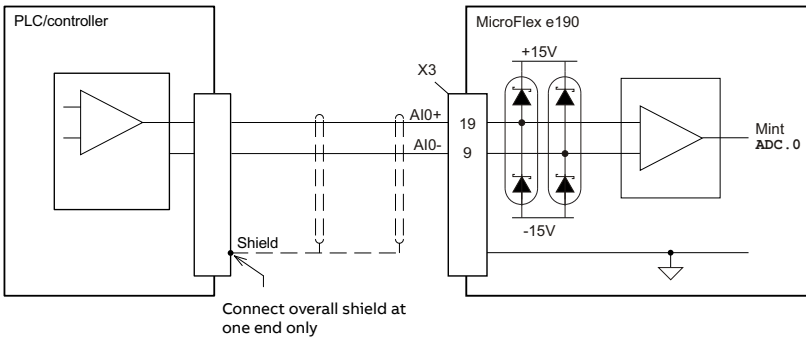 PLC/controller
MicroFlex e190
+15V
X3
AI0+
19
Mint
ADC.0
AI0-
9
-15V
Shield
Connect overall shield at
one end only